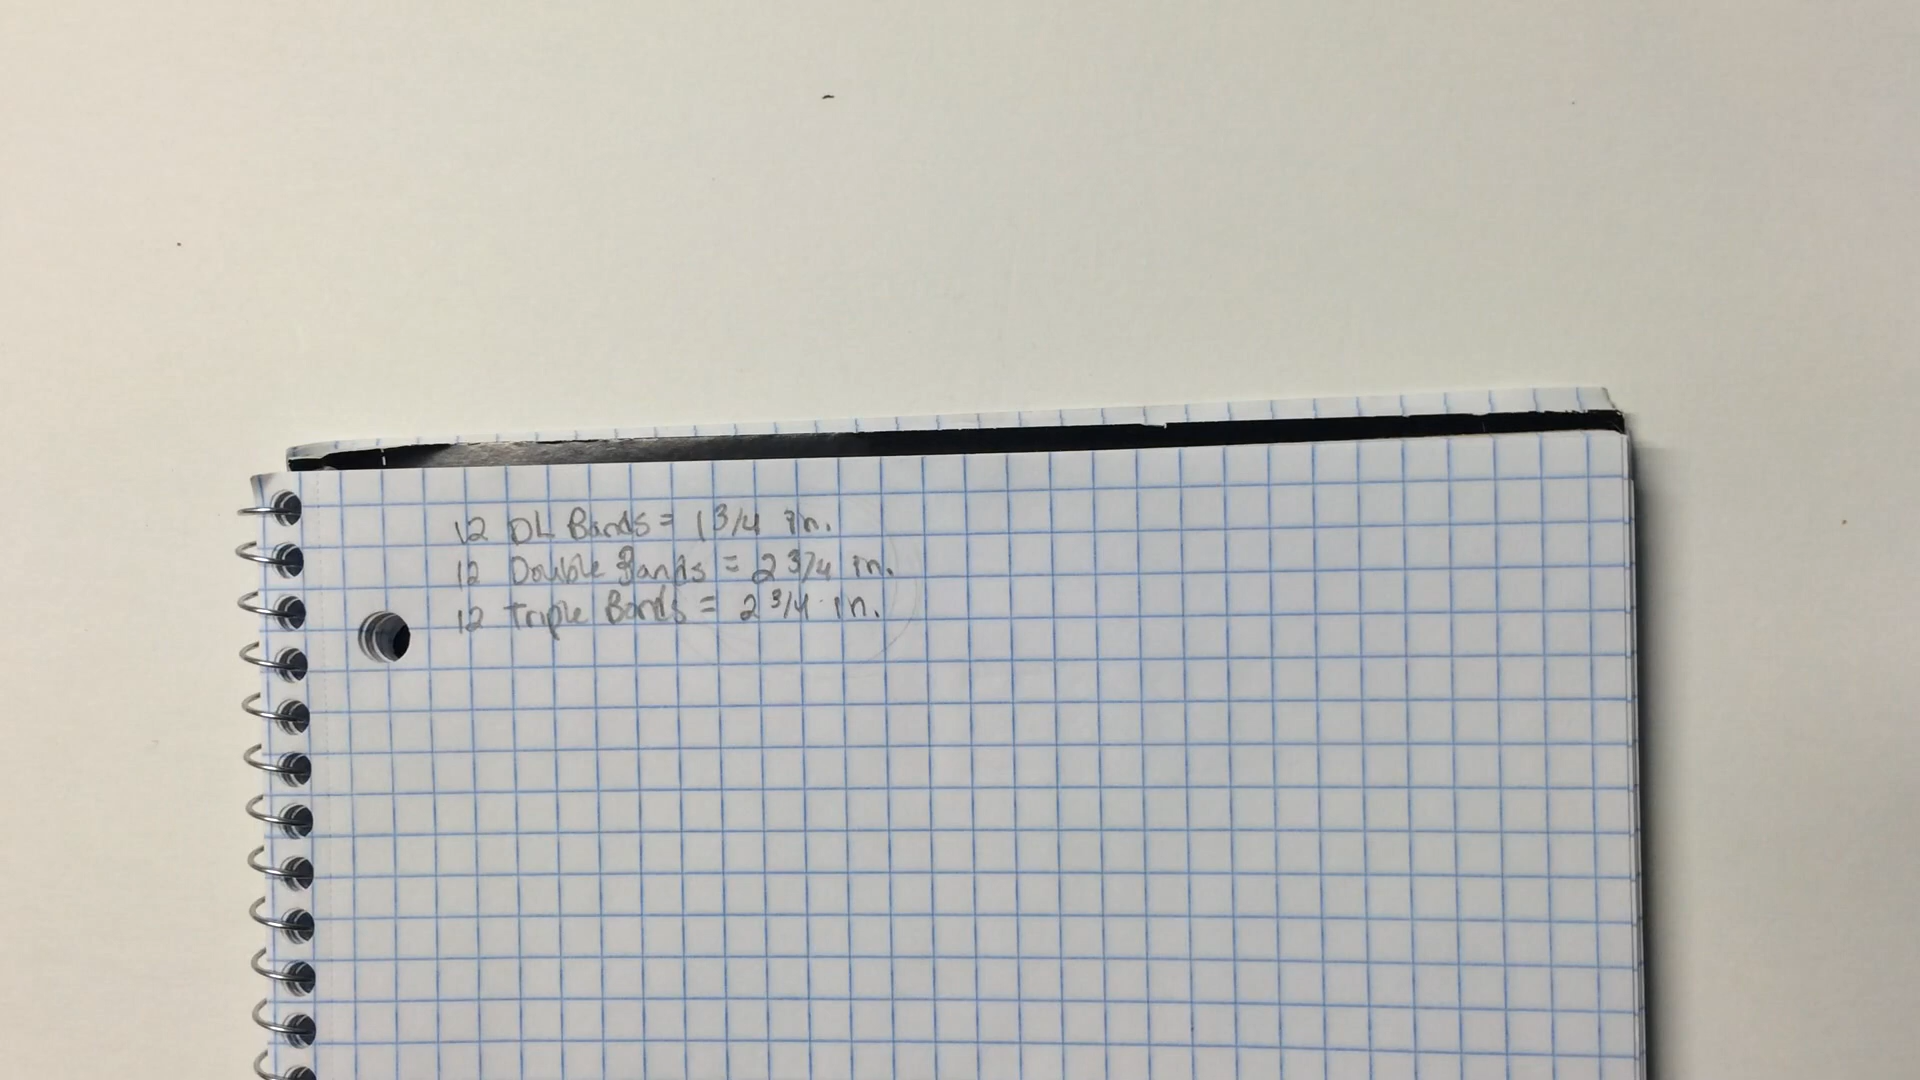 12 DL Bands = 1 3/4 in.
12 Double Bands = 2 3/4 in.
12 Triple Bands = 2 3/4 in.